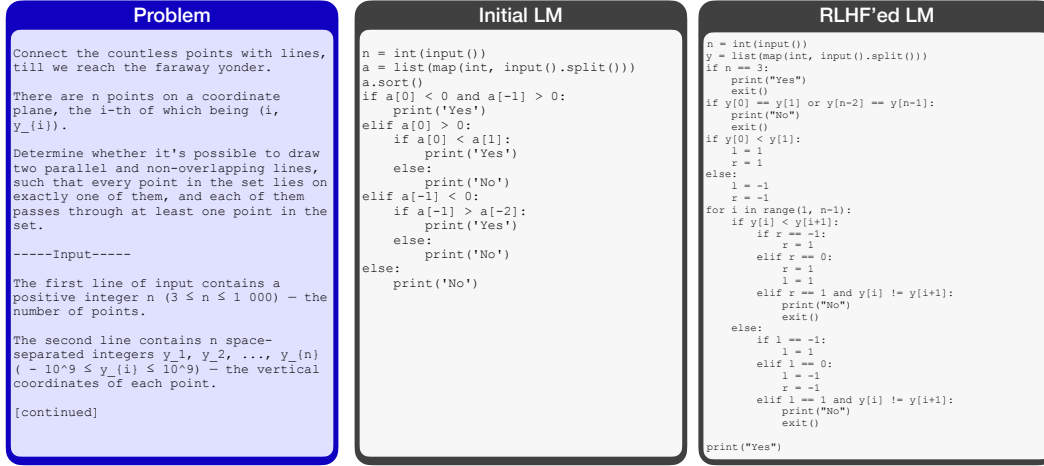 Problem
Connect the countless points with lines,
till we reach the faraway yonder.
There are n points on a coordinate
plane, the i-th of which being (i,
y_{i}).
Determine whether it's possible to draw
two parallel and non-overlapping lines,
such that every point in the set lies on
exactly one of them, and each of them
passes through at least one point in the
set.
-----Input-----
The first line of input contains a
positive integer n (3 ≤ n ≤ 1 000) — the
number of points.
The second line contains n space-
separated integers y_1, y_2, ..., y_{n}
( - 10^9 ≤ y_{i} ≤ 10^9) — the vertical
coordinates of each point.
[continued]
Initial LM
n = int(input())
a = list(map(int, input().split()))
a.sort()
if a[0] < 0 and a[-1] > 0:
    print('Yes')
elif a[0] > 0:
    if a[0] < a[1]:
        print('Yes')
    else:
        print('No')
elif a[-1] < 0:
    if a[-1] > a[-2]:
        print('Yes')
    else:
        print('No')
else:
    print('No')
RLHF'ed LM
n = int(input())
y = list(map(int, input().split()))
if n == 3:
    print("Yes")
    exit()
if y[0] == y[1] or y[n-2] == y[n-1]:
    print("No")
    exit()
if y[0] < y[1]:
    l = 1
    r = 1
else:
    l = -1
    r = -1
for i in range(1, n-1):
    if y[i] < y[i+1]:
        if r == -1:
            r = 1
        elif r == 0:
            r = 1
            l = 1
        elif r == 1 and y[i] != y[i+1]:
            print("No")
            exit()
    else:
        if l == -1:
            l = 1
        elif l == 0:
            l = -1
            r = -1
        elif l == 1 and y[i] != y[i+1]:
            print("No")
            exit()
print("Yes")